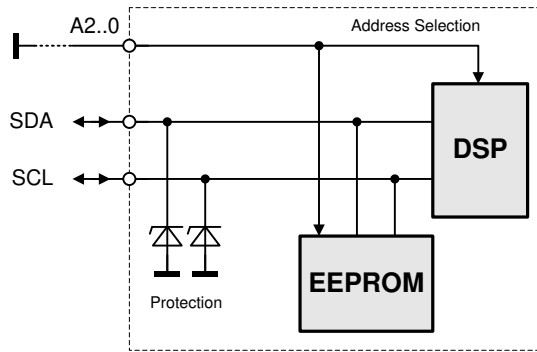 A2..0
Address Selection
SDA
DSP
SCL
EEPROM
Protection